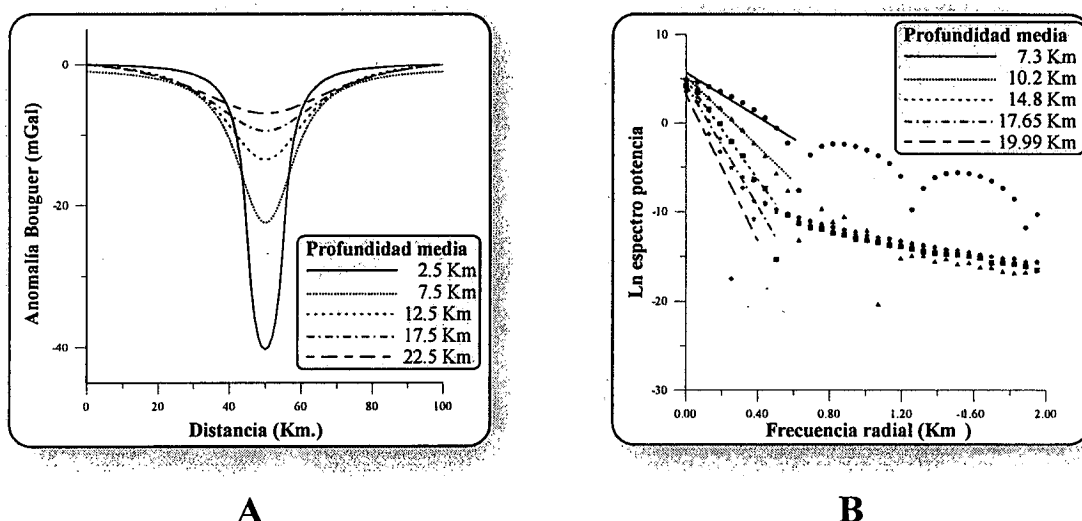 Anomalía Bouguer (mGal)
0
-20
-40
0
20
40
60
80
100
Distancia (Km.)
Profundidad media
2.5 Km
7.5 Km
12.5 Km
17.5 Km
22.5 Km
A
Ln espectro potencia
10
0
-10
-20
-30
0.00
0.40
0.80
1.20
-1.60
2.00
Frecuencia radial (Km )
Profundidad media
7.3 Km
10.2 Km
14.8 Km
17.65 Km
19.99 Km
B